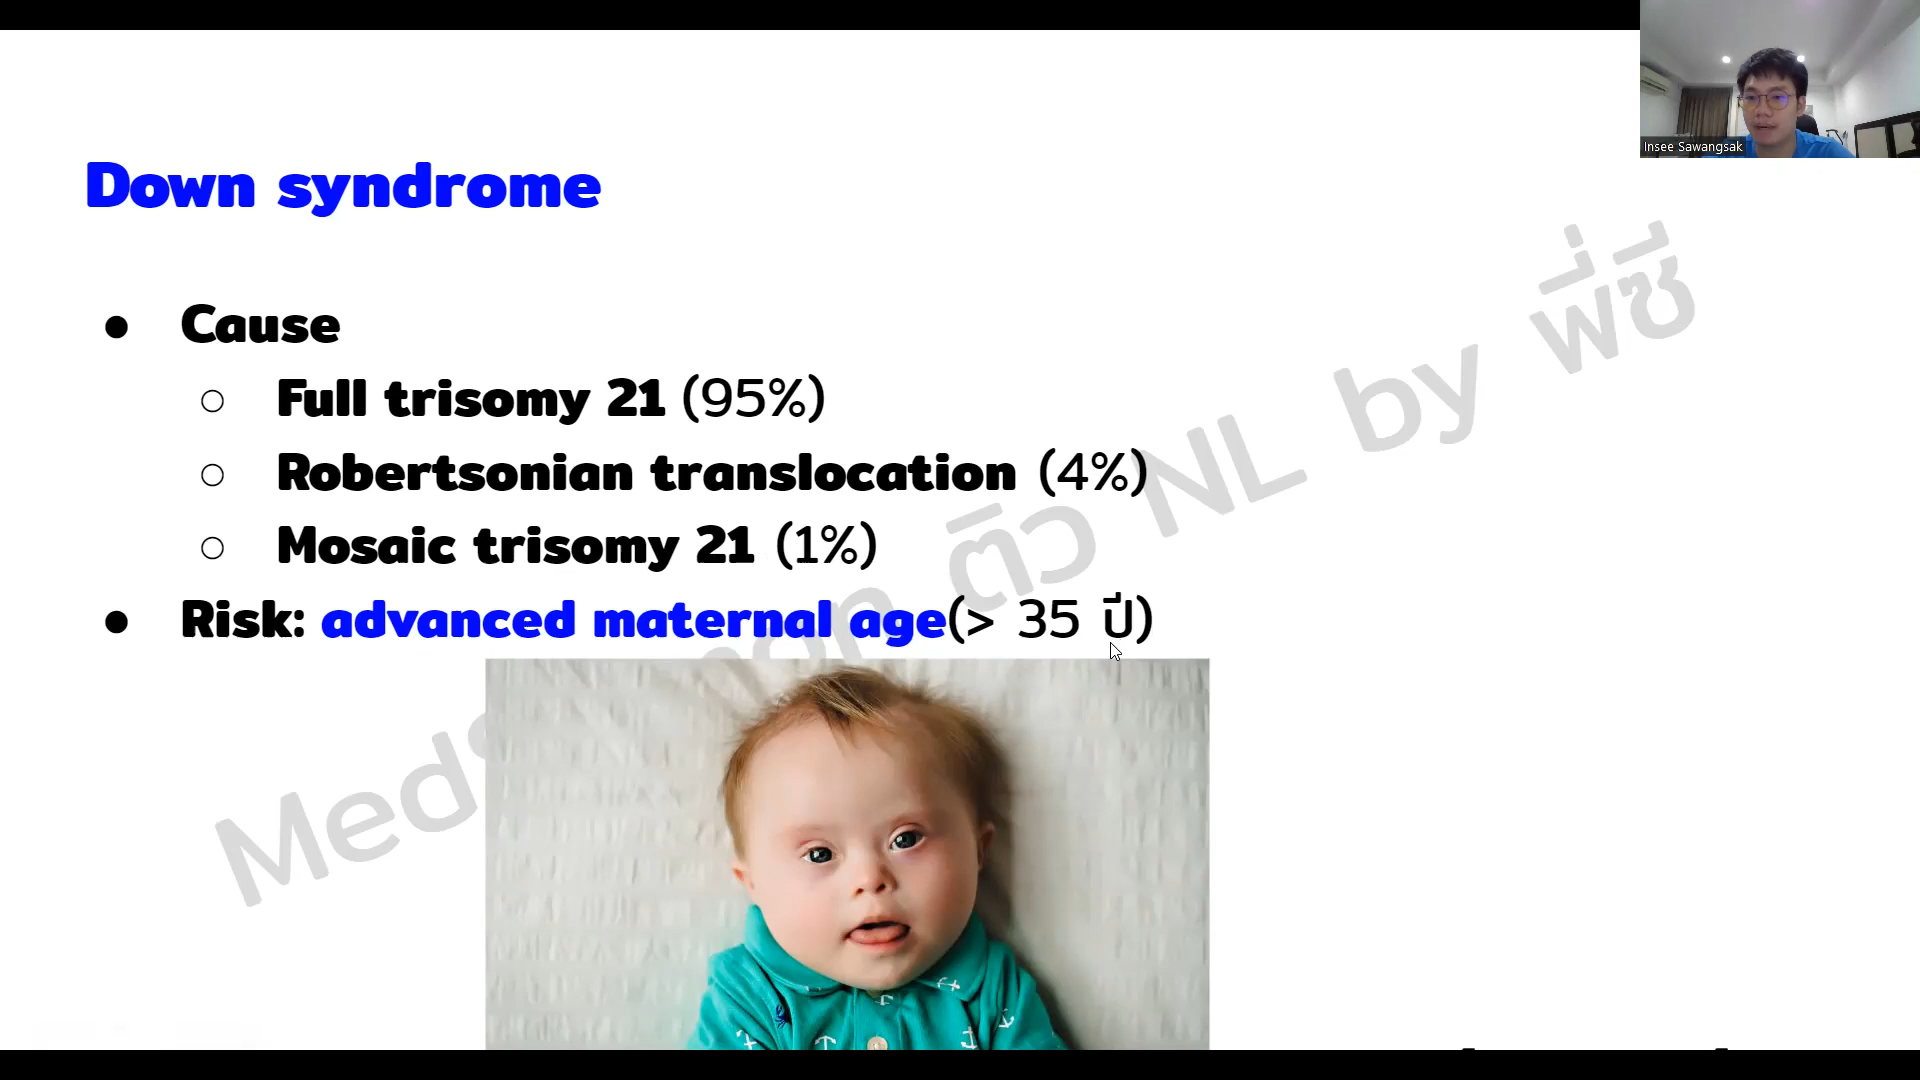 Insee Sawangsak
Down syndrome
● Cause
○ Full trisomy 21 (95%)
○ Robertsonian translocation (4%)
○ Mosaic trisomy 21 (1%)
● Risk: advanced maternal age(> 35 ปี)
ติว NL by พี่ซี